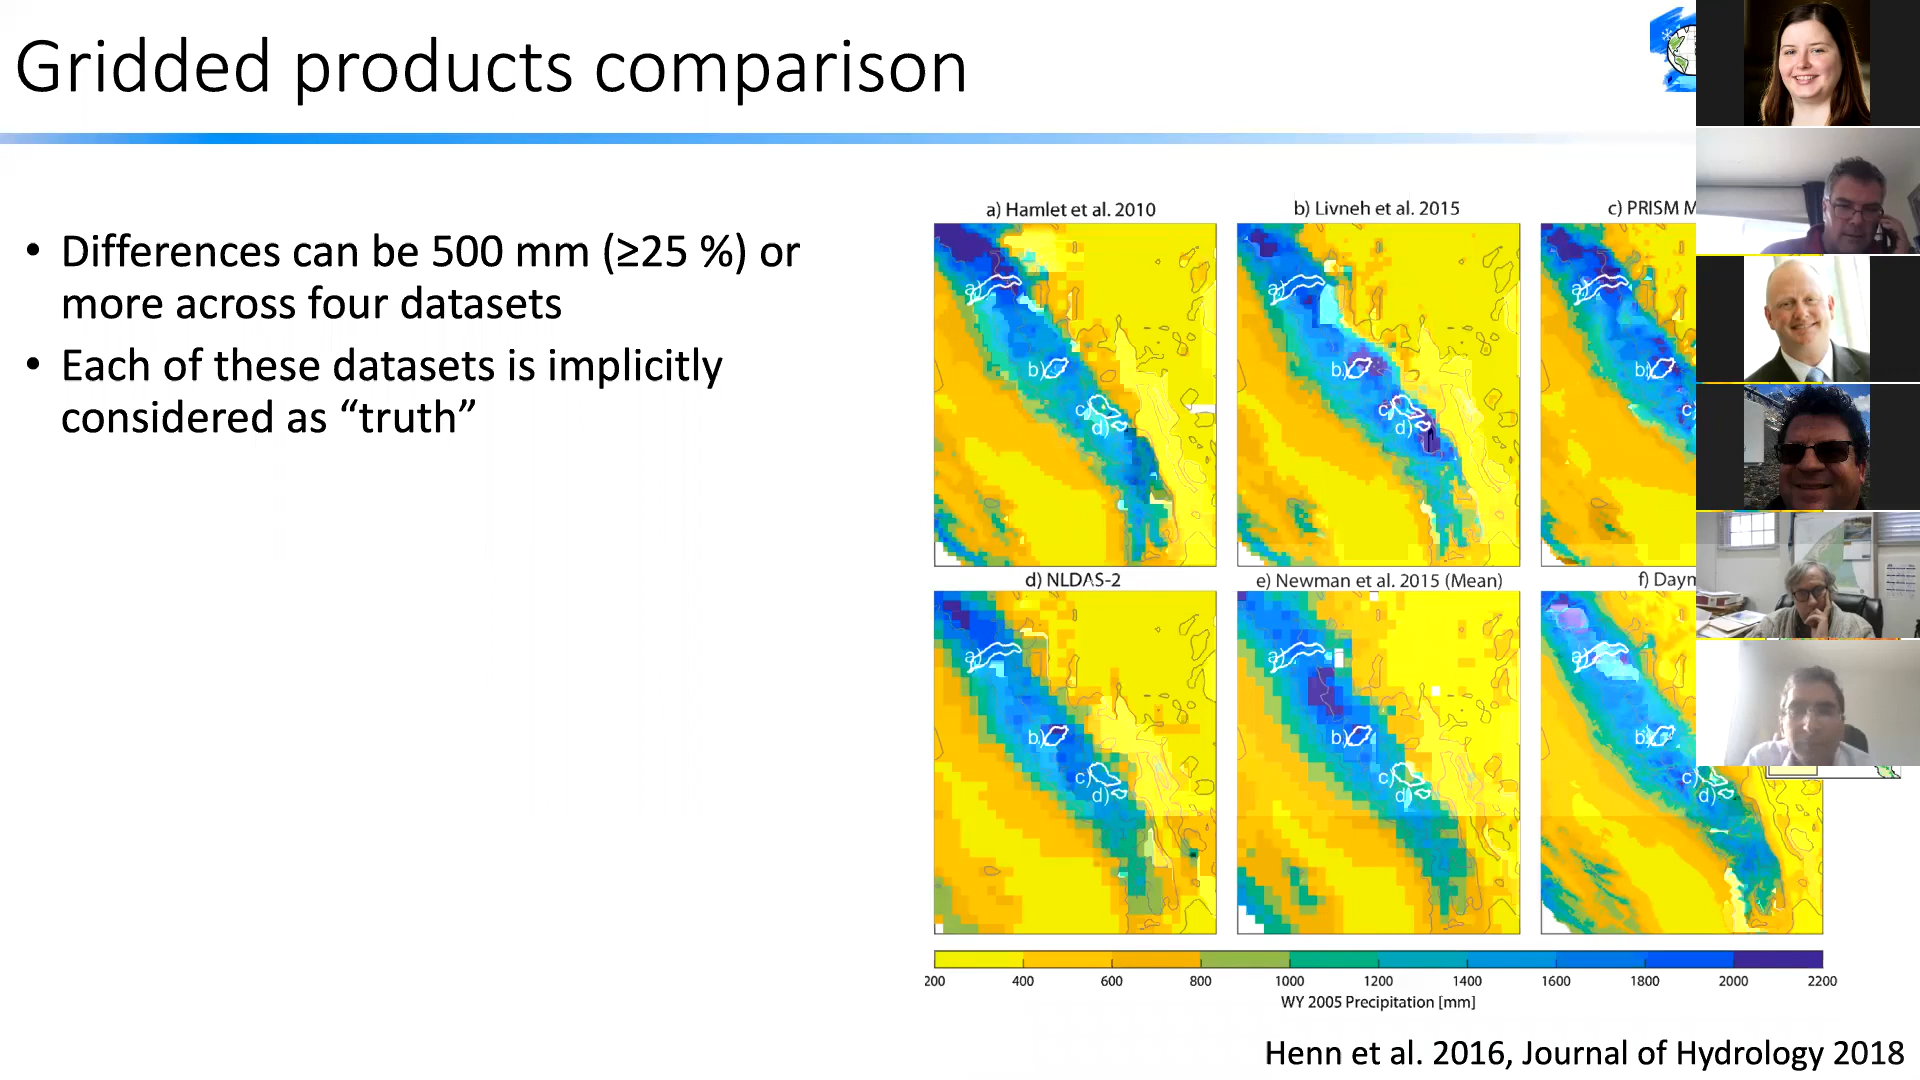 Gridded products comparison
• Differences can be 500 mm (≥25 %) or
more across four datasets
• Each of these datasets is implicitly
considered as “truth”
a) Hamlet et al. 2010
b) Livneh et al. 2015
c) PRISM M
a)
b)
c)
d)
a)
b)
c)
d)
a)
b)
c
d) NLDAS-2
e) Newman et al. 2015 (Mean)
f) Daym
a)
b)
c)
d)
a)
b)
c)
d)
a)
b)
c)
d)
200 400 600 800 1000 1200 1400 1600 1800 2000 2200
WY 2005 Precipitation [mm]
Henn et al. 2016, Journal of Hydrology 2018